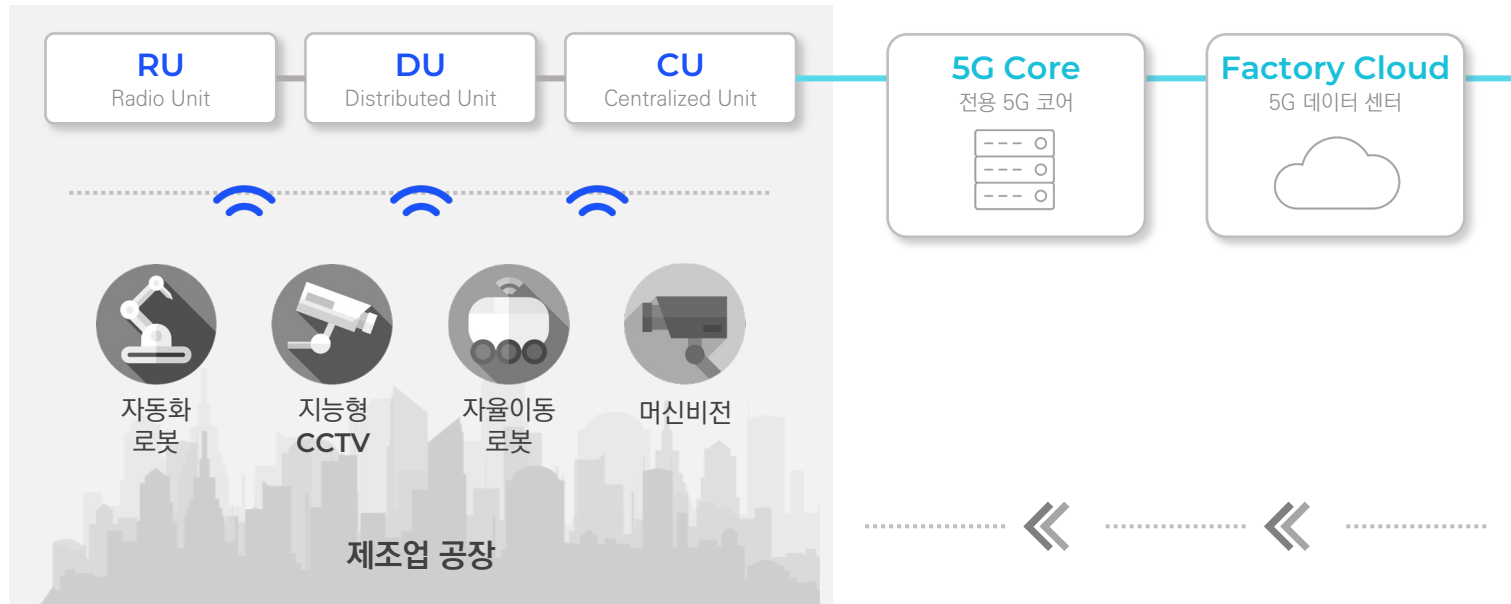 RU
Radio Unit
DU
Distributed Unit
CU
Centralized Unit
5G Core
전용 5G 코어
Factory Cloud
5G 데이터 센터
자동화
로봇
지능형
CCTV
자율이동
로봇
머신비전
제조업 공장